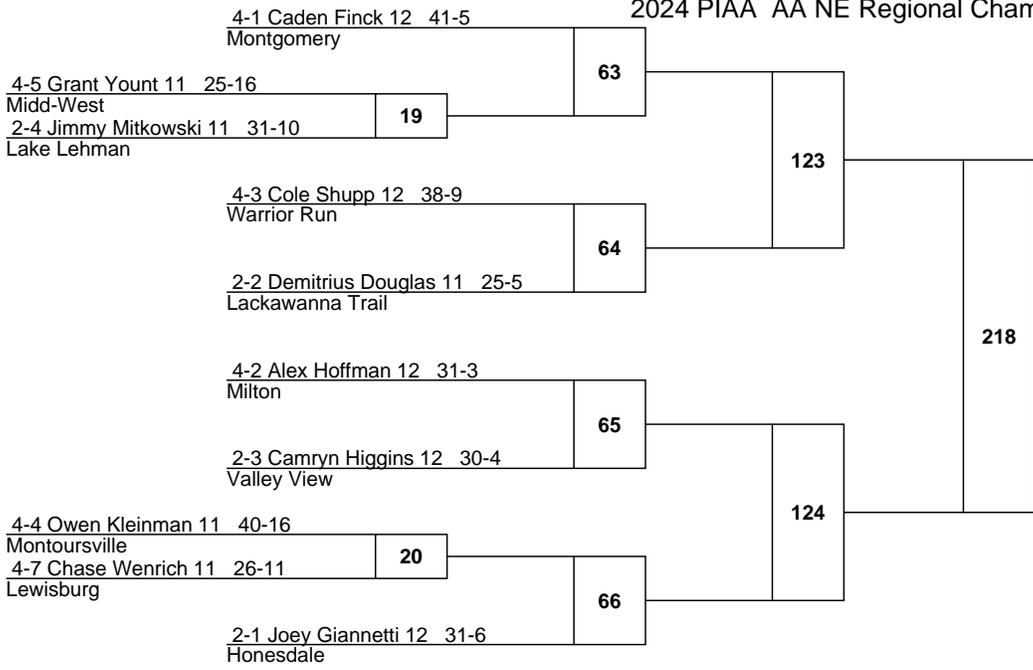 2024 PIAA  AA NE Regional Cham
4-1 Caden Finck 12   41-5
Montgomery
63
4-5 Grant Yount 11   25-16
Midd-West
19
2-4 Jimmy Mitkowski 11   31-10
Lake Lehman
123
4-3 Cole Shupp 12   38-9
Warrior Run
64
2-2 Demitrius Douglas 11   25-5
Lackawanna Trail
218
4-2 Alex Hoffman 12   31-3
Milton
65
2-3 Camryn Higgins 12   30-4
Valley View
124
4-4 Owen Kleinman 11   40-16
Montoursville
20
4-7 Chase Wenrich 11   26-11
Lewisburg
66
2-1 Joey Giannetti 12   31-6
Honesdale